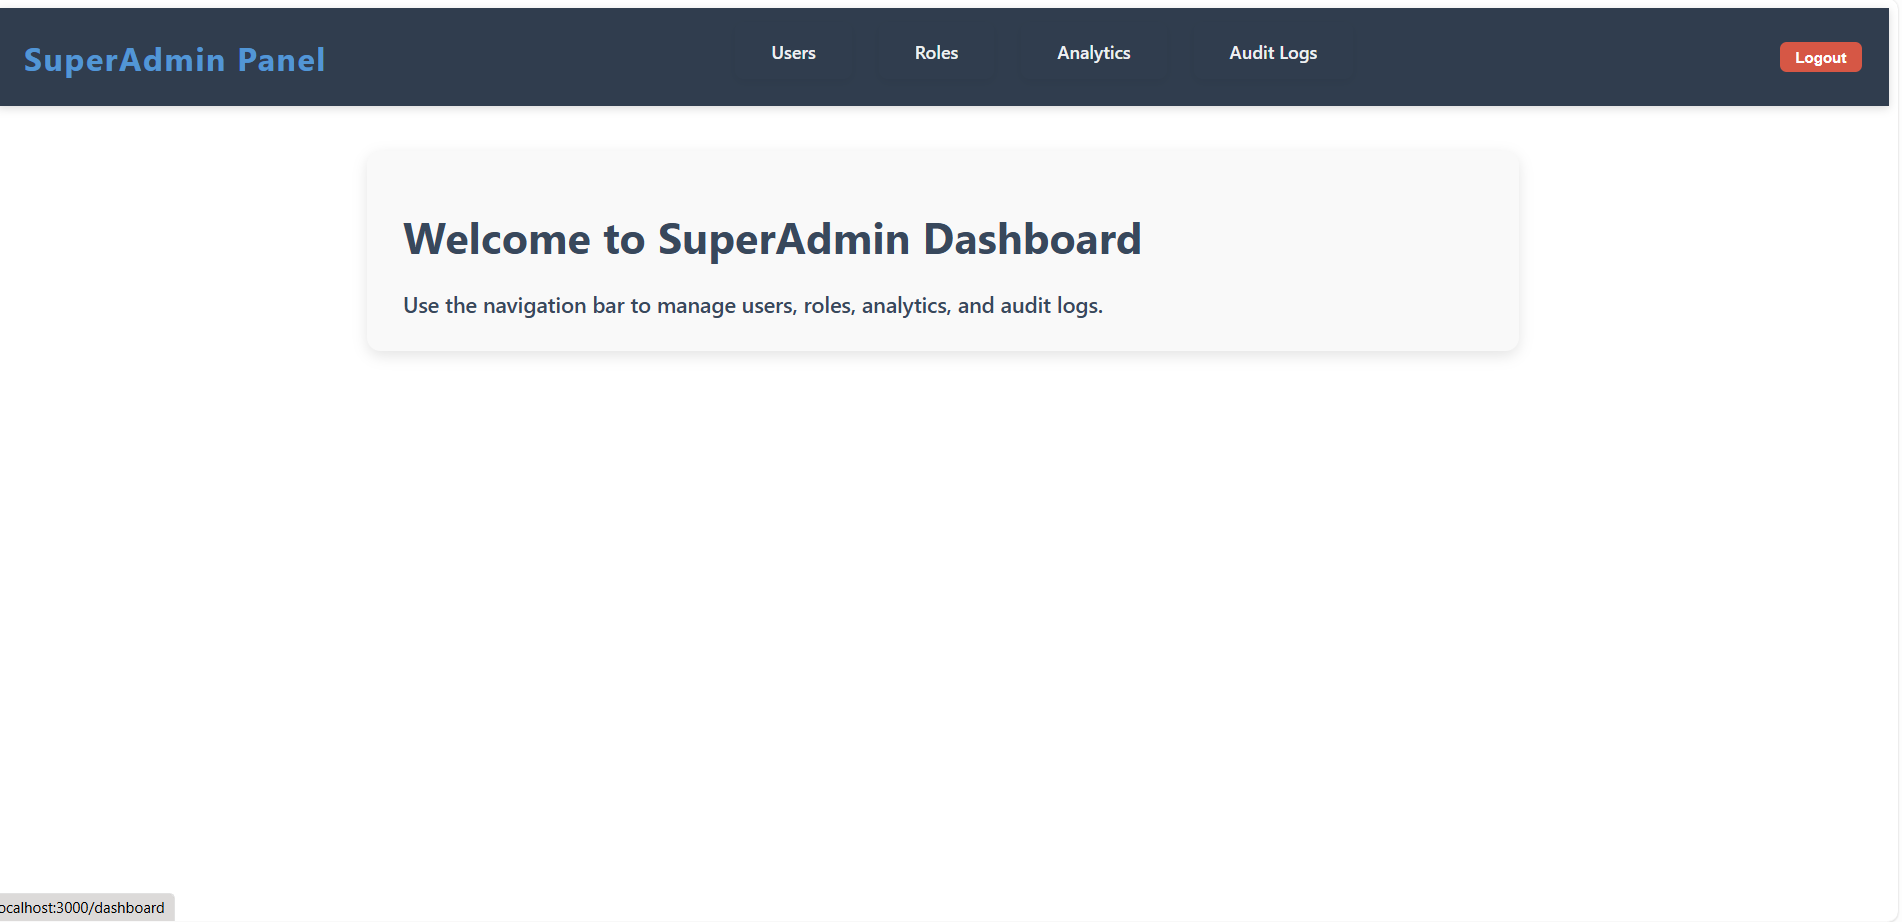 SuperAdmin Panel
Users
Roles
Analytics
Audit Logs
Logout
Welcome to SuperAdmin Dashboard
Use the navigation bar to manage users, roles, analytics, and audit logs.
ocalhost:3000/dashboard